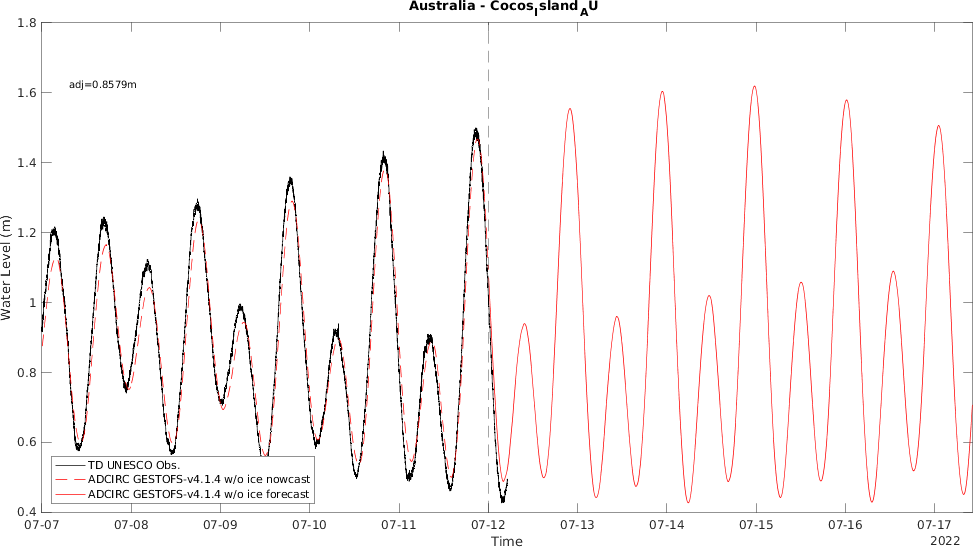 Australia - Cocos_Island_AU
1.8
adj=0.8579m
1.6
1.4
1.2
Water Level (m)
1
0.8
0.6
0.4
TD UNESCO Obs.
ADCIRC GESTOFS-v4.1.4 w/o ice nowcast
ADCIRC GESTOFS-v4.1.4 w/o ice forecast
07-07 07-08 07-09 07-10 07-11 07-12 07-13 07-14 07-15 07-16 07-17
Time
2022